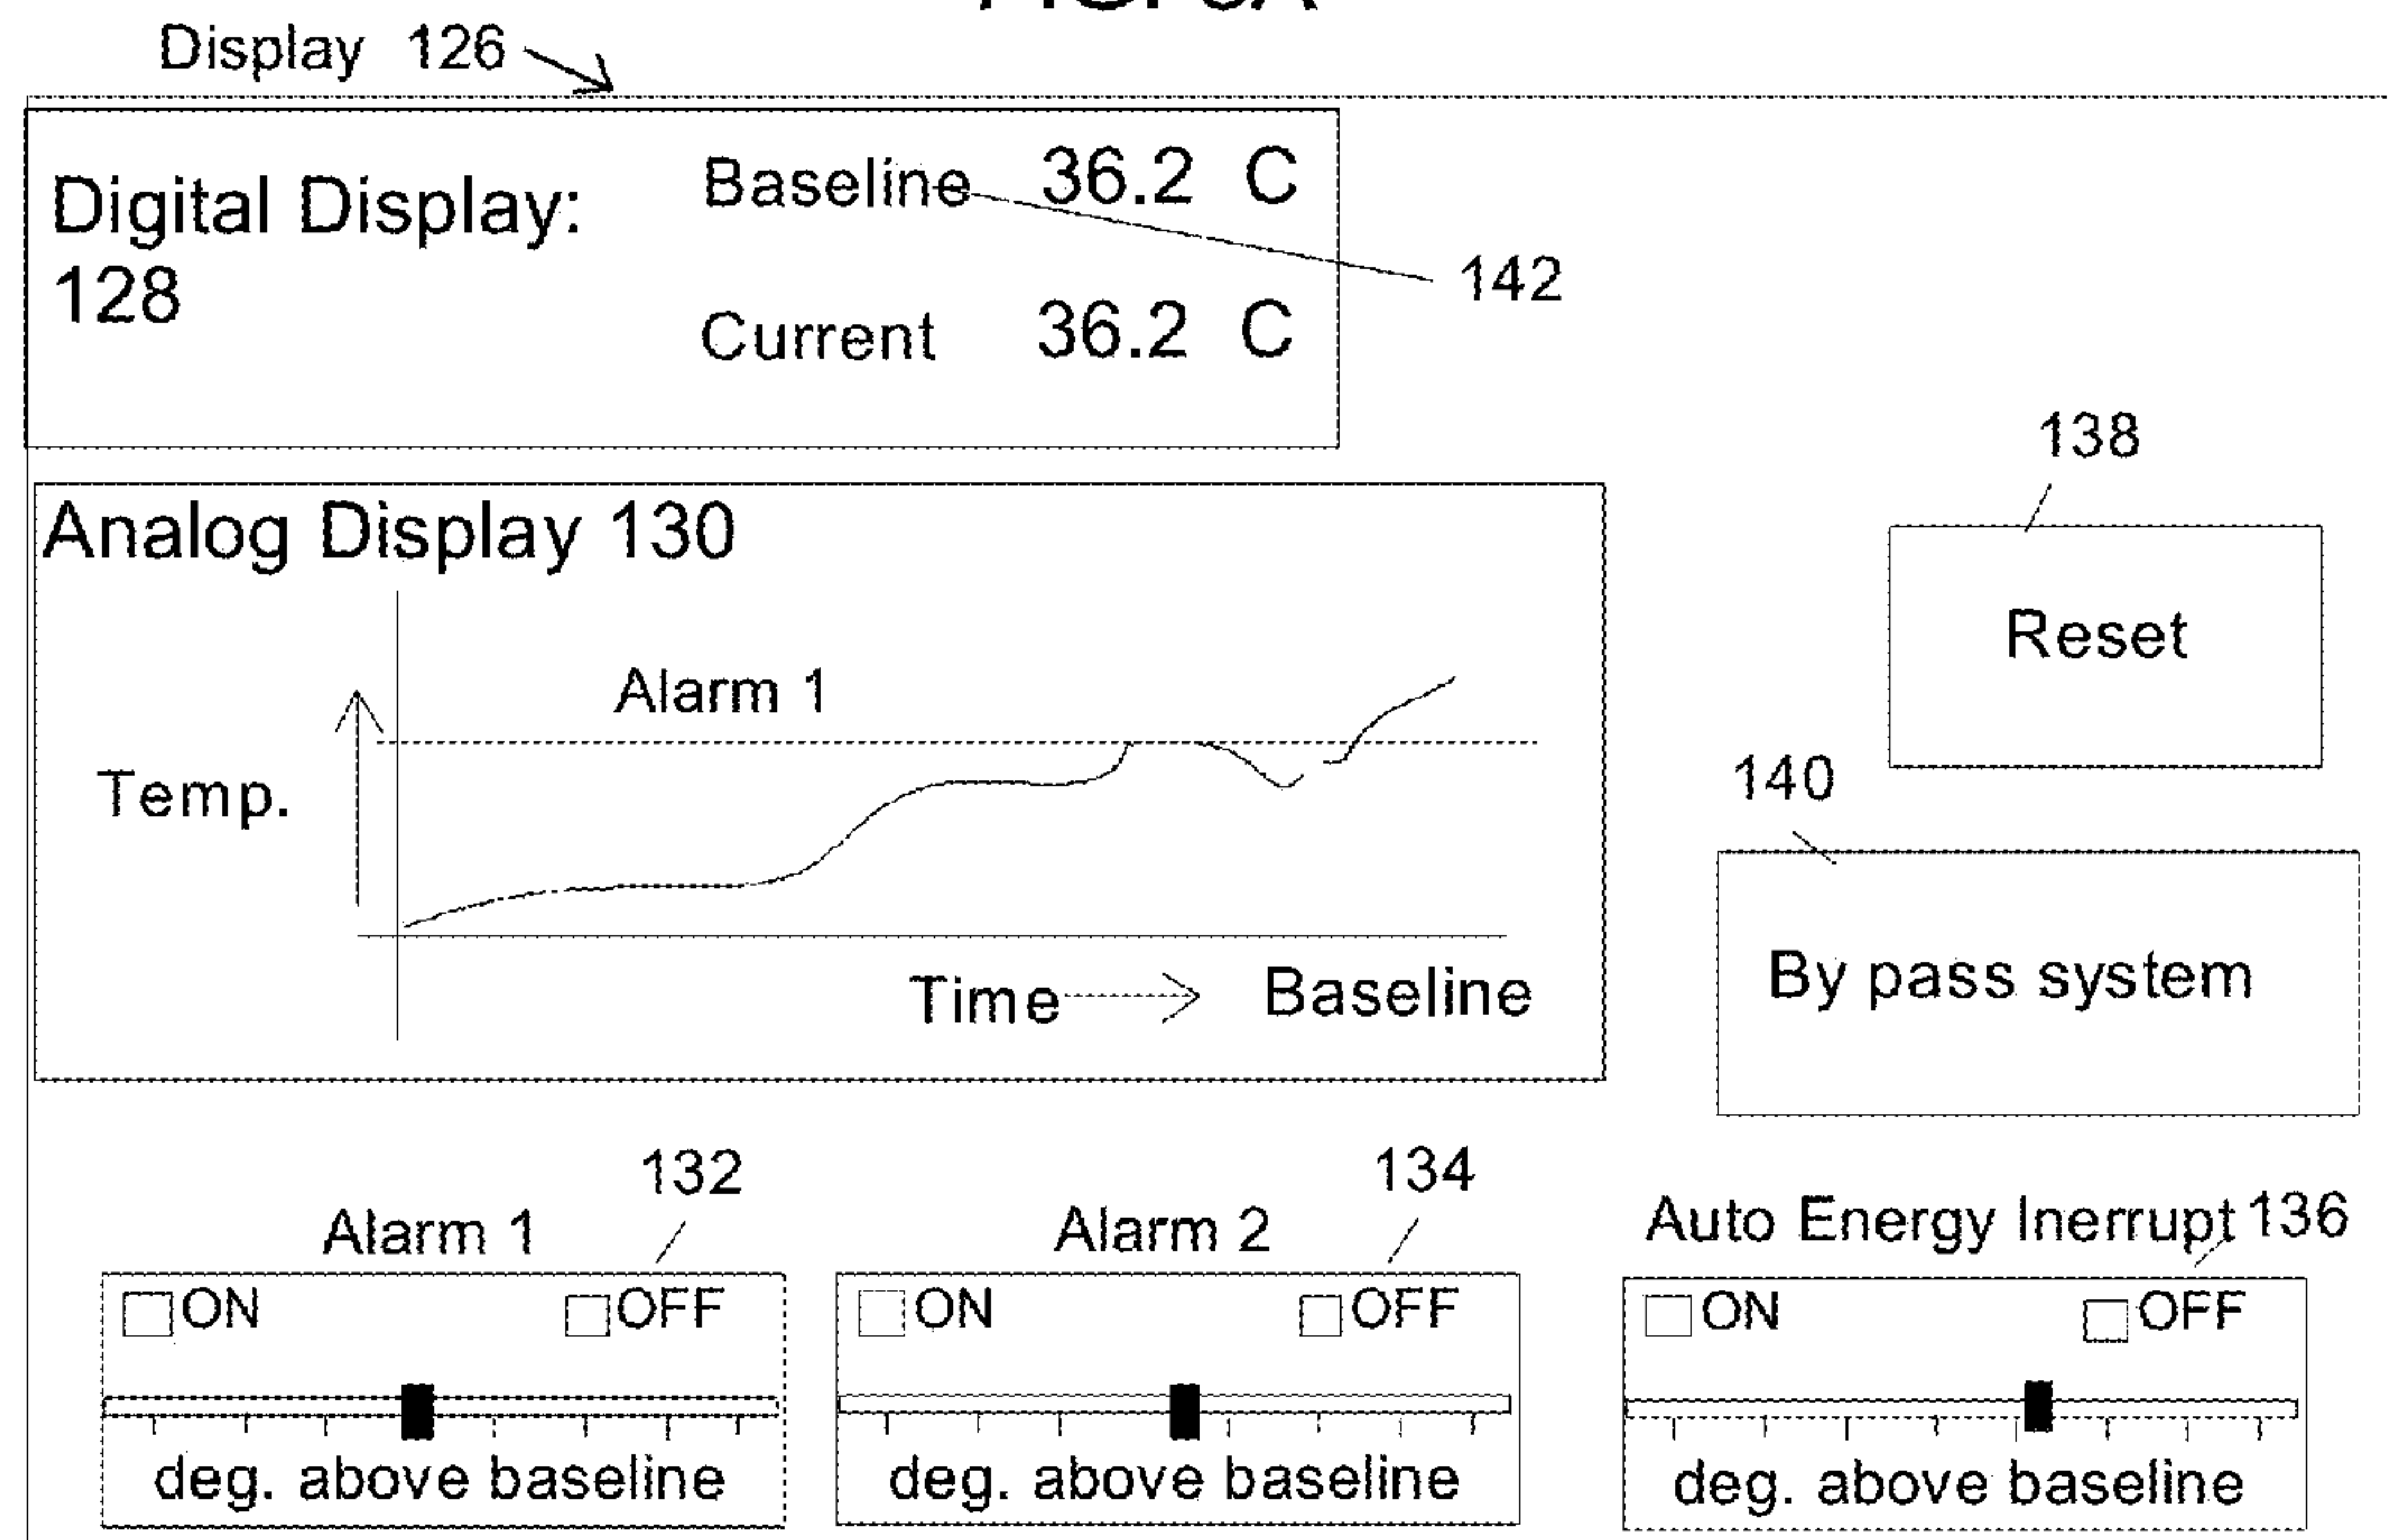 Display 126
Digital Display:
128
Baseline 36.2 C
142
Current 36.2 C
138
Reset
Analog Display 130
Alarm 1
Temp.
Time Baseline
140
By pass system
132
Alarm 1
ON OFF
deg. above baseline
134
Alarm 2
ON OFF
deg. above baseline
Auto Energy Inerrupt 136
ON OFF
deg. above baseline